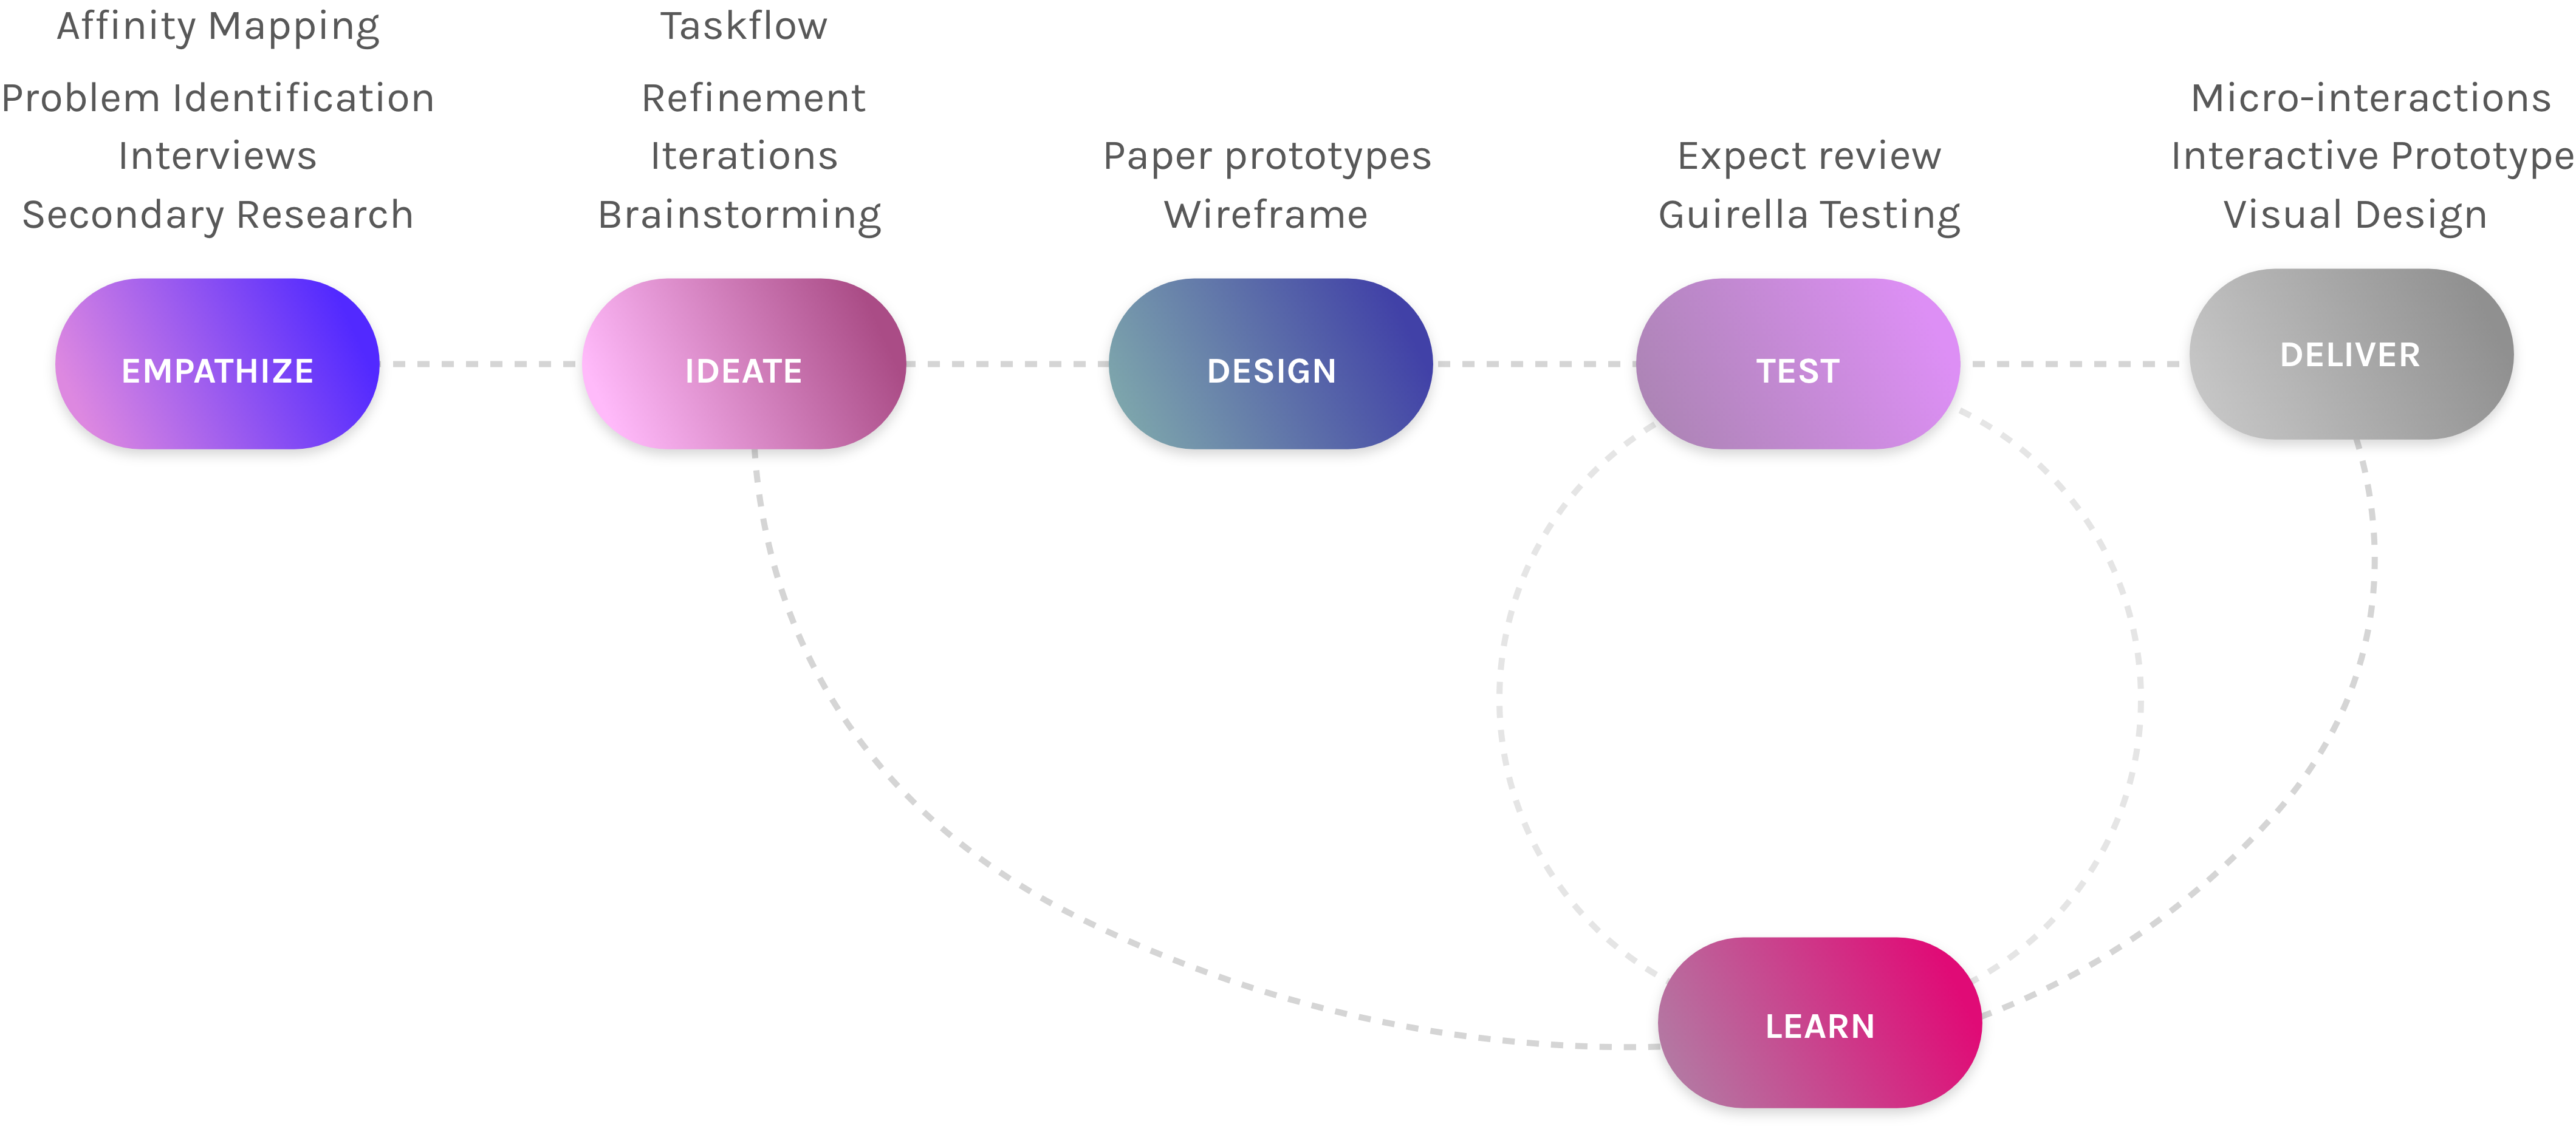 Affinity Mapping
Problem Identification
Interviews
Secondary Research
EMPATHIZE
Taskflow
Refinement
Iterations
Brainstorming
IDEATE
Paper prototypes
Wireframe
DESIGN
Expect review
Guirella Testing
TEST
Micro-interactions
Interactive Prototype
Visual Design
DELIVER
LEARN